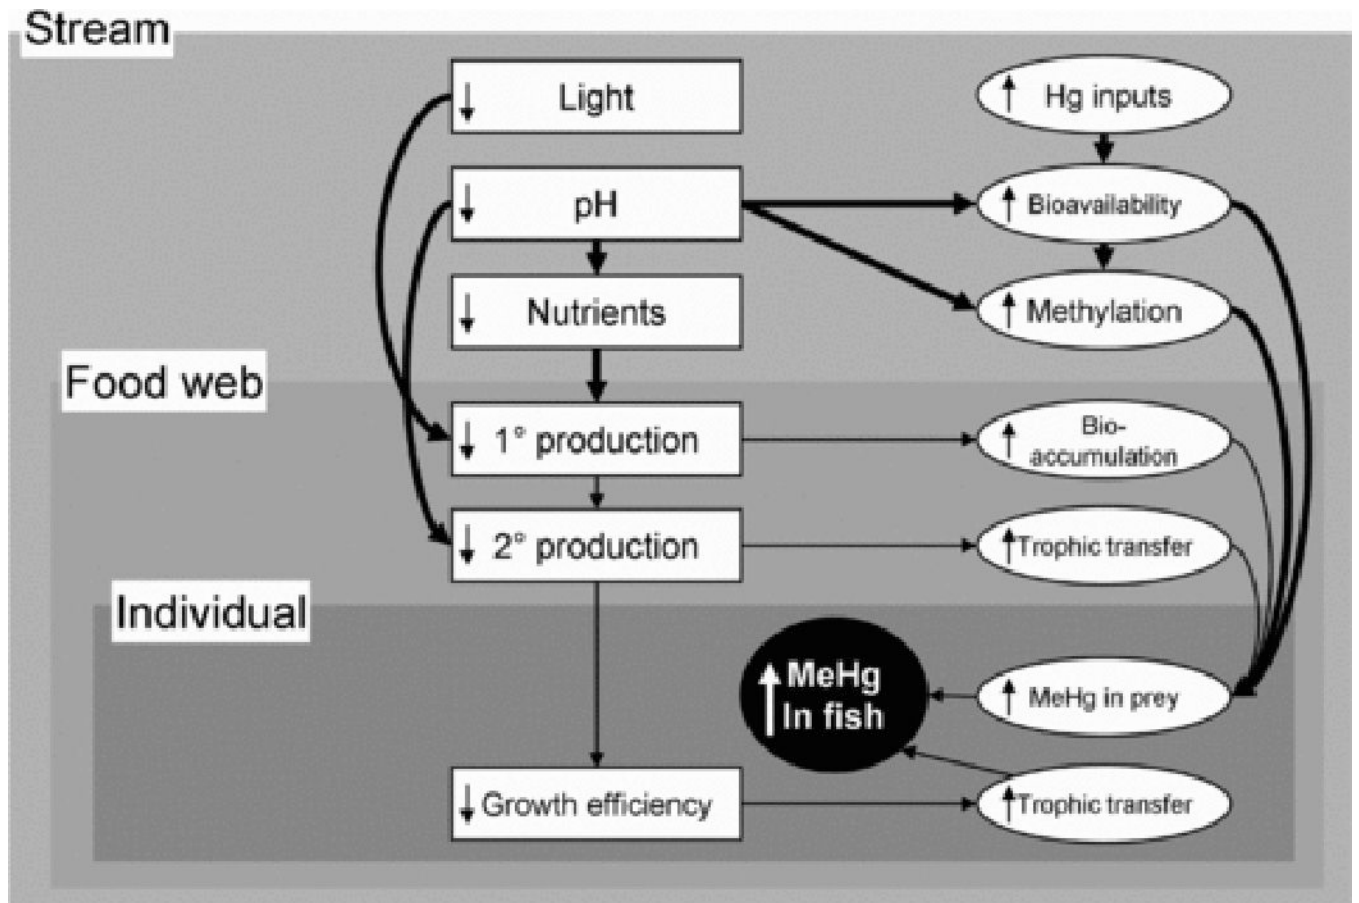 Stream
Light
Hg inputs
pH
Bioavailability
Nutrients
Methylation
Food web
1° production
Bio-
accumulation
2° production
Trophic transfer
Individual
MeHg
In fish
MeHg in prey
Growth efficiency
Trophic transfer